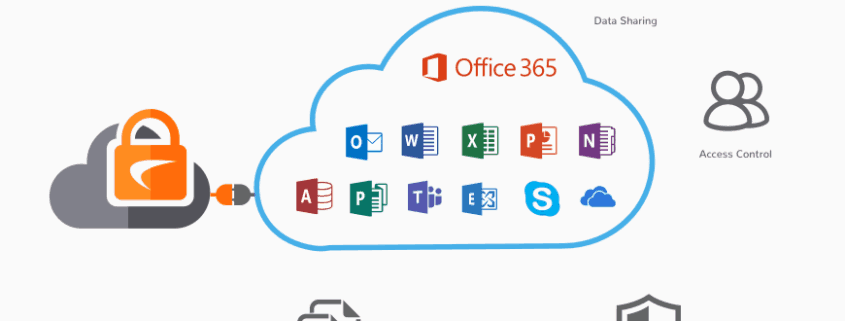 Data Sharing
Office 365
Access Control
O W X P N
A P T E S